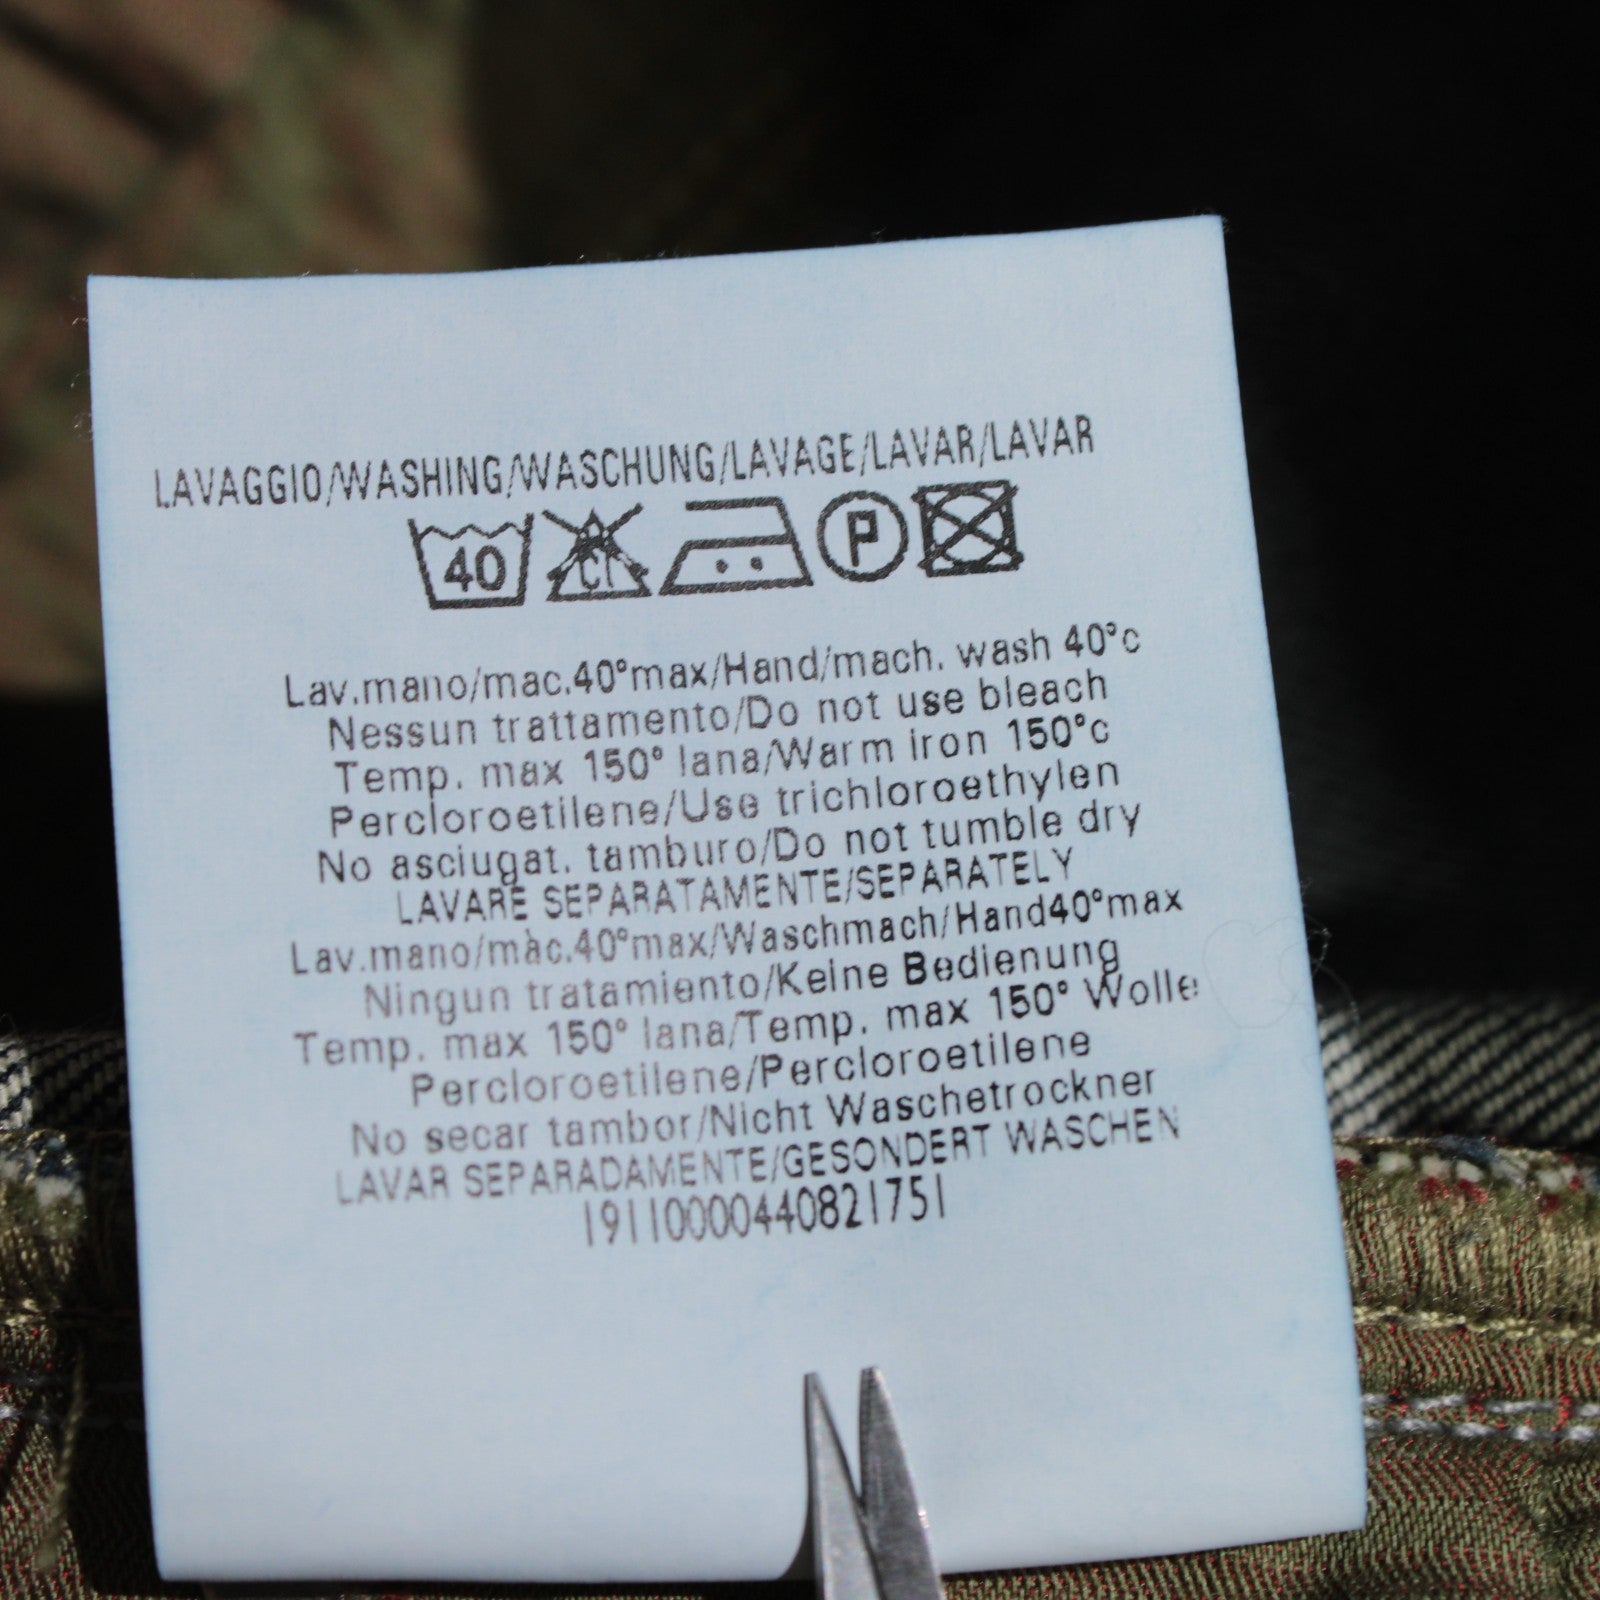 LAVAGGIO/WASHING/WASCHUNG/LAVAGE/LAVAR/LAVAR
40 Cl P
Lav.mano/mac.40°max/Hand/mach. wash 40°c
Nessun trattamento/Do not use bleach
Temp. max 150° lana/Warm iron 150°c
Percloroetilene/Use trichloroethylen
No asciugat. tamburo/Do not tumble dry
LAVARE SEPARATAMENTE/SEPARATELY
Lav.mano/mac.40°max/Waschmach/Hand40°max
Ningun tratamiento/Keine Bedienung
Temp. max 150° lana/Temp. max 150° Wolle
Percloroetilene/Percloroetilene
No secar tambor/Nicht Waschetrockner
LAVAR SEPARADAMENTE/GESONDERT WASCHEN
19110000440821751